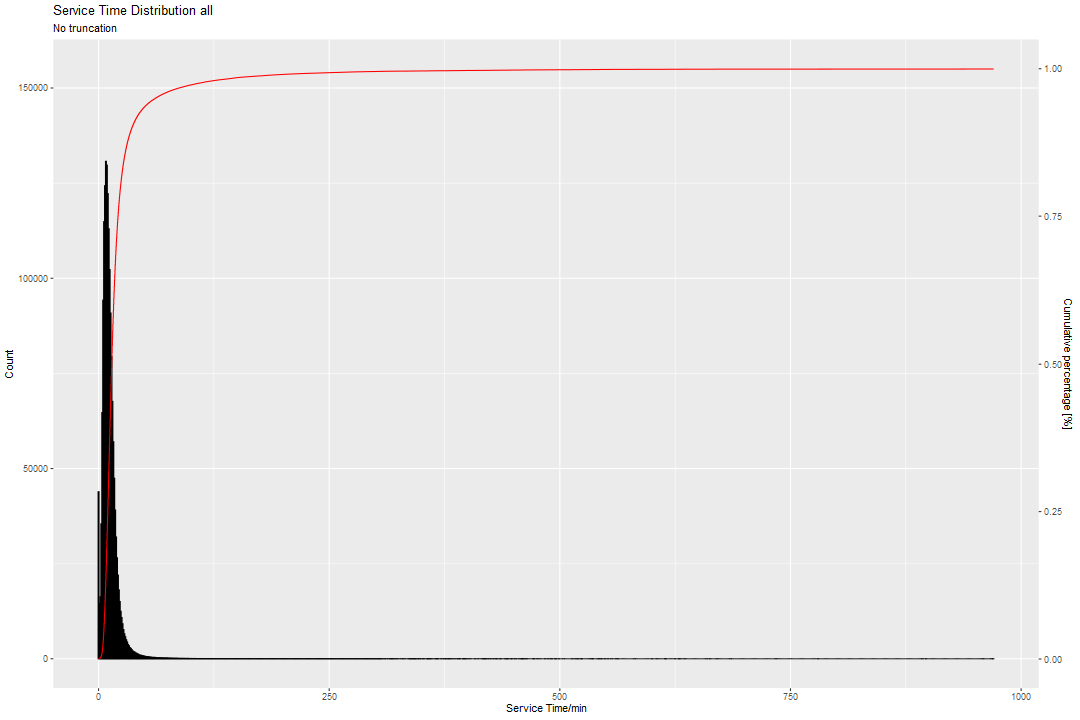 Service Time Distribution all
No truncation
150000
100000
50000
0
Count
0
250
500
750
1000
Service Time/min
1.00
0.75
0.50
0.25
0.00
Cumulative percentage [%]